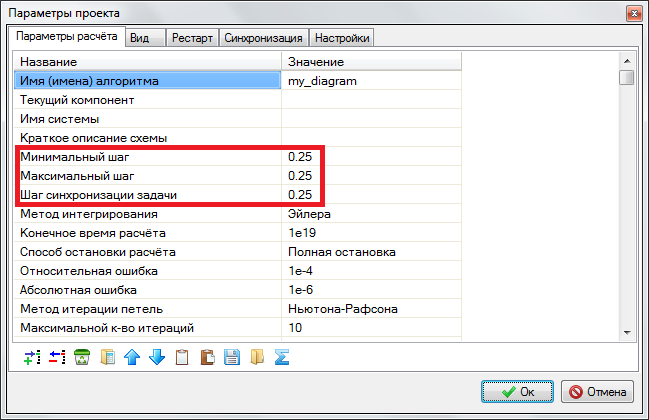 Параметры проекта
Параметры расчёта Вид Рестарт Синхронизация Настройки
Название Значение
Имя (имена) алгоритма my_diagram
Текущий компонент
Имя системы
Краткое описание схемы
Минимальный шаг 0.25
Максимальный шаг 0.25
Шаг синхронизации задачи 0.25
Метод интегрирования Эйлера
Конечное время расчёта 1e19
Способ остановки расчёта Полная остановка
Относительная ошибка 1e-4
Абсолютная ошибка 1e-6
Метод итерации петель Ньютона-Рафсона
Максимальной к-во итераций 10
Ок Отмена